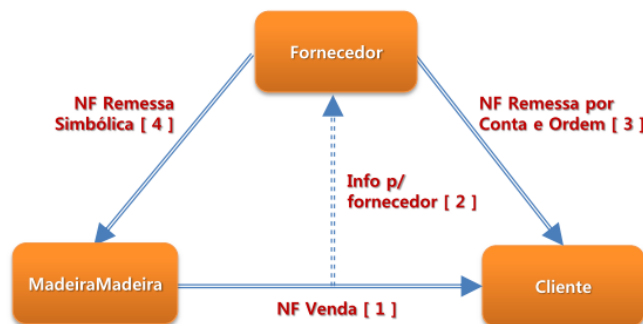 Fornecedor
NF Remessa
Simbólica [ 4 ]
NF Remessa por
Conta e Ordem [ 3 ]
Info p/
fornecedor [ 2 ]
MadeiraMadeira
Cliente
NF Venda [ 1 ]